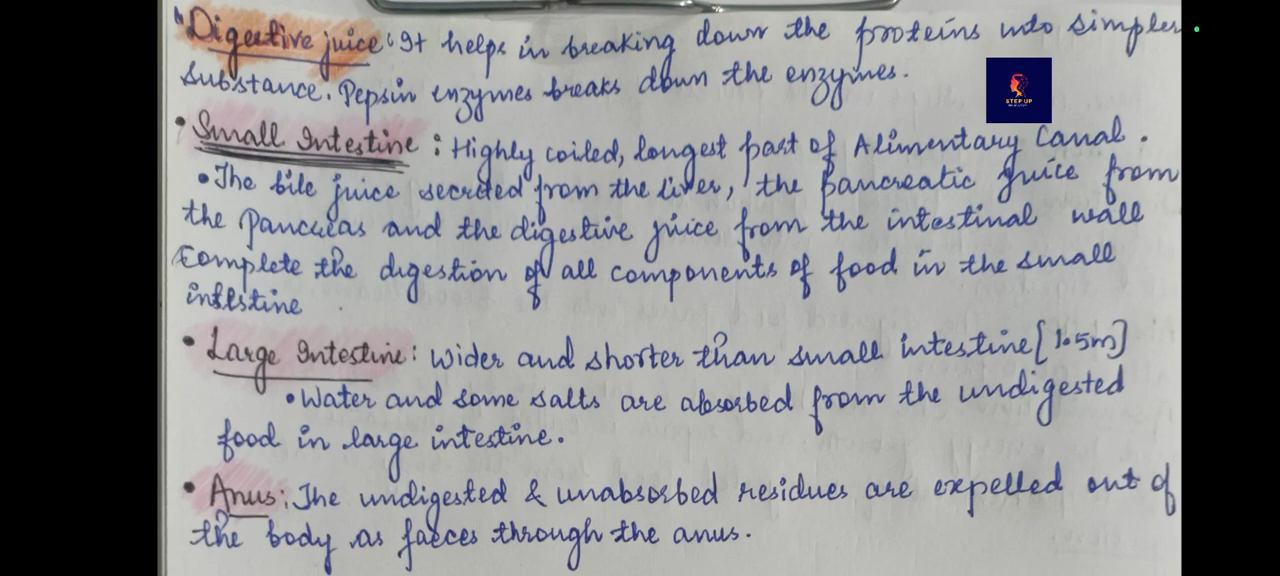 "Digestive juice: It helps in breaking down the proteins into simpler
substance. Pepsin enzymes breaks down the enzymes.
STEP UP
• Small Intestine: Highly coiled, longest part of Alimentary Canal.
• The bile juice secreted from the liver, the pancreatic juice from
the Pancreas and the digestive juice from the intestinal wall
Complete the digestion of all components of food in the small
intestine
• Large Intestine: Wider and shorter than small intestine [1.5m]
• Water and some salts are absorbed from the undigested
food in large intestine.
• Anus: The undigested & unabsorbed residues are expelled out of
the body as faeces through the anus.